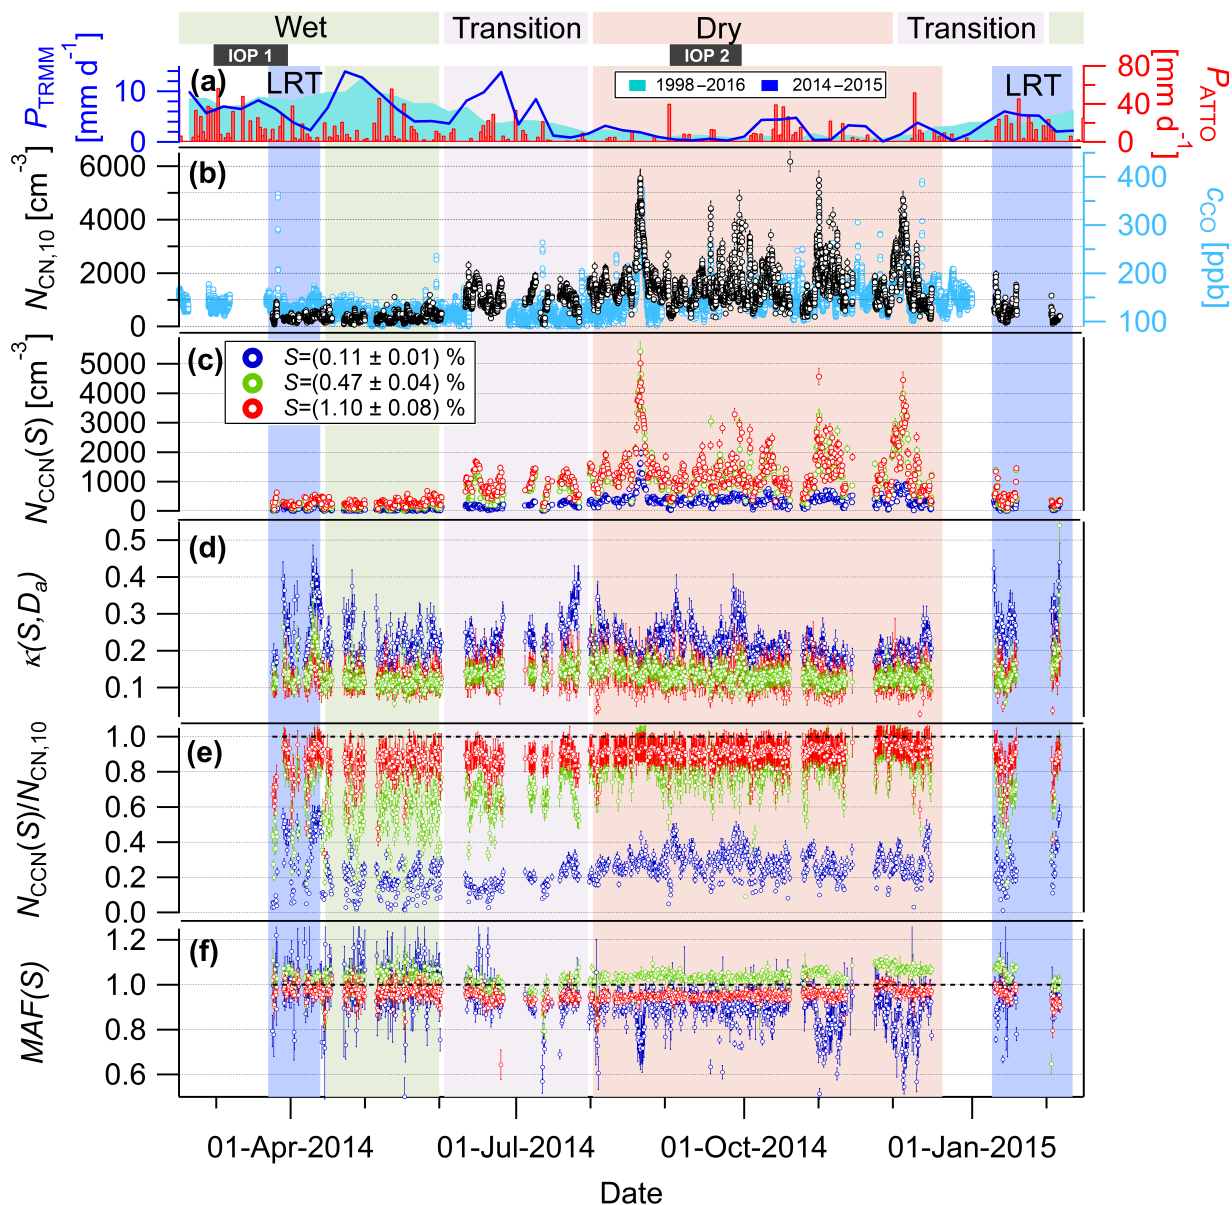 Wet Transition Dry Transition
IOP 1 IOP 2
P_TRMM [mm d⁻¹]
10
0
(a) LRT
1998–2016 2014–2015
LRT
80
40
0
P_ATTO [mm d⁻¹]
N_CN,10 [cm⁻³]
6000
4000
2000
0
(b)
400
300
200
100
c_CO [ppb]
N_CCN(S) [cm⁻³]
5000
4000
3000
2000
1000
0
(c)
S=(0.11 ± 0.01) %
S=(0.47 ± 0.04) %
S=(1.10 ± 0.08) %
κ(S,D_a)
0.5
0.4
0.3
0.2
0.1
(d)
N_CCN(S)/N_CN,10
1.0
0.8
0.6
0.4
0.2
0.0
(e)
MAF(S)
1.2
1.0
0.8
0.6
(f)
01-Apr-2014 01-Jul-2014 01-Oct-2014 01-Jan-2015
Date